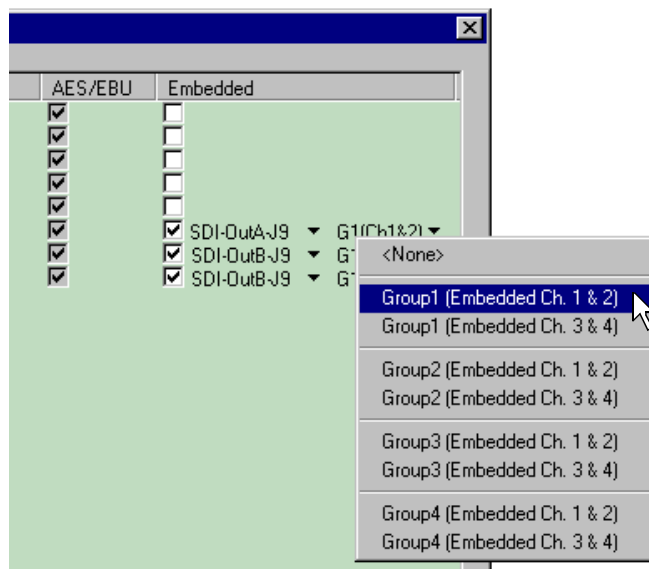 AES/EBU Embedded
SDI-OutA-J9 G1(Ch1&2)
SDI-OutB-J9
SDI-OutB-J9
<None>
Group1 (Embedded Ch. 1 & 2)
Group1 (Embedded Ch. 3 & 4)
Group2 (Embedded Ch. 1 & 2)
Group2 (Embedded Ch. 3 & 4)
Group3 (Embedded Ch. 1 & 2)
Group3 (Embedded Ch. 3 & 4)
Group4 (Embedded Ch. 1 & 2)
Group4 (Embedded Ch. 3 & 4)